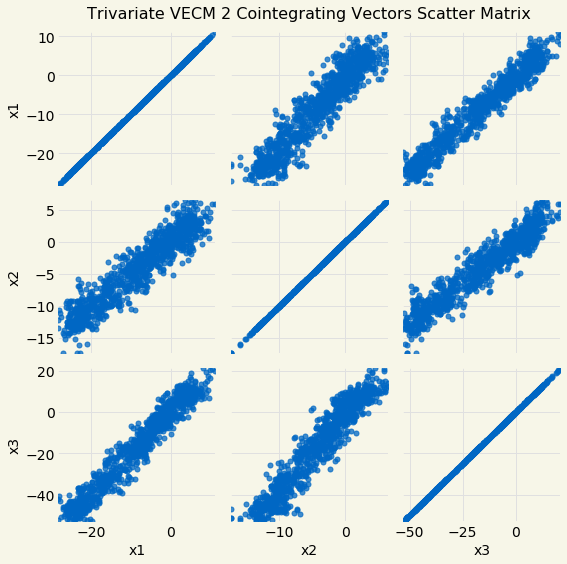 Trivariate VECM 2 Cointegrating Vectors Scatter Matrix
10
0
−10
−20
x1
5
0
−5
−10
−15
x2
20
0
−20
−40
x3
−20 0
−10 0
−50 −25 0
x1 x2 x3